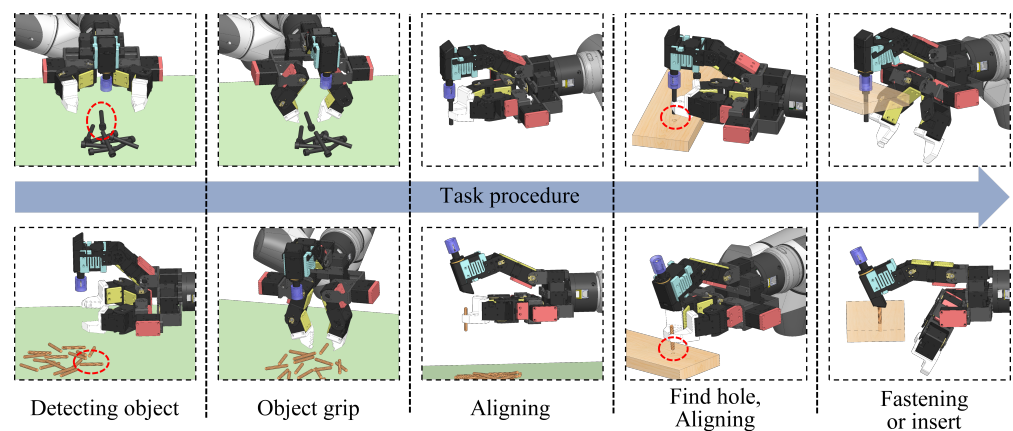 Task procedure
Detecting object
Object grip
Aligning
Find hole,
Aligning
Fastening
or insert